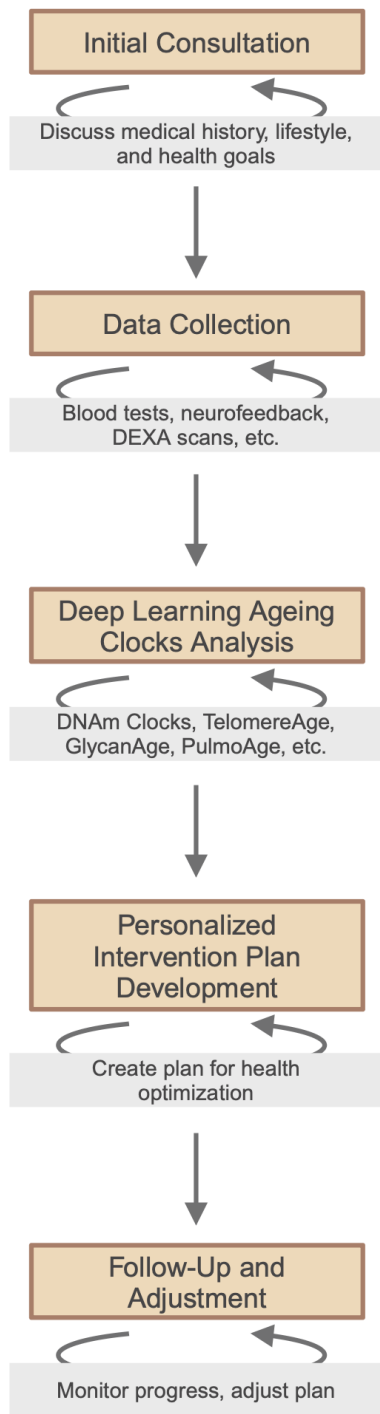 Initial Consultation
Discuss medical history, lifestyle,
and health goals
Data Collection
Blood tests, neurofeedback,
DEXA scans, etc.
Deep Learning Ageing
Clocks Analysis
DNAm Clocks, TelomereAge,
GlycanAge, PulmoAge, etc.
Personalized
Intervention Plan
Development
Create plan for health
optimization
Follow-Up and
Adjustment
Monitor progress, adjust plan